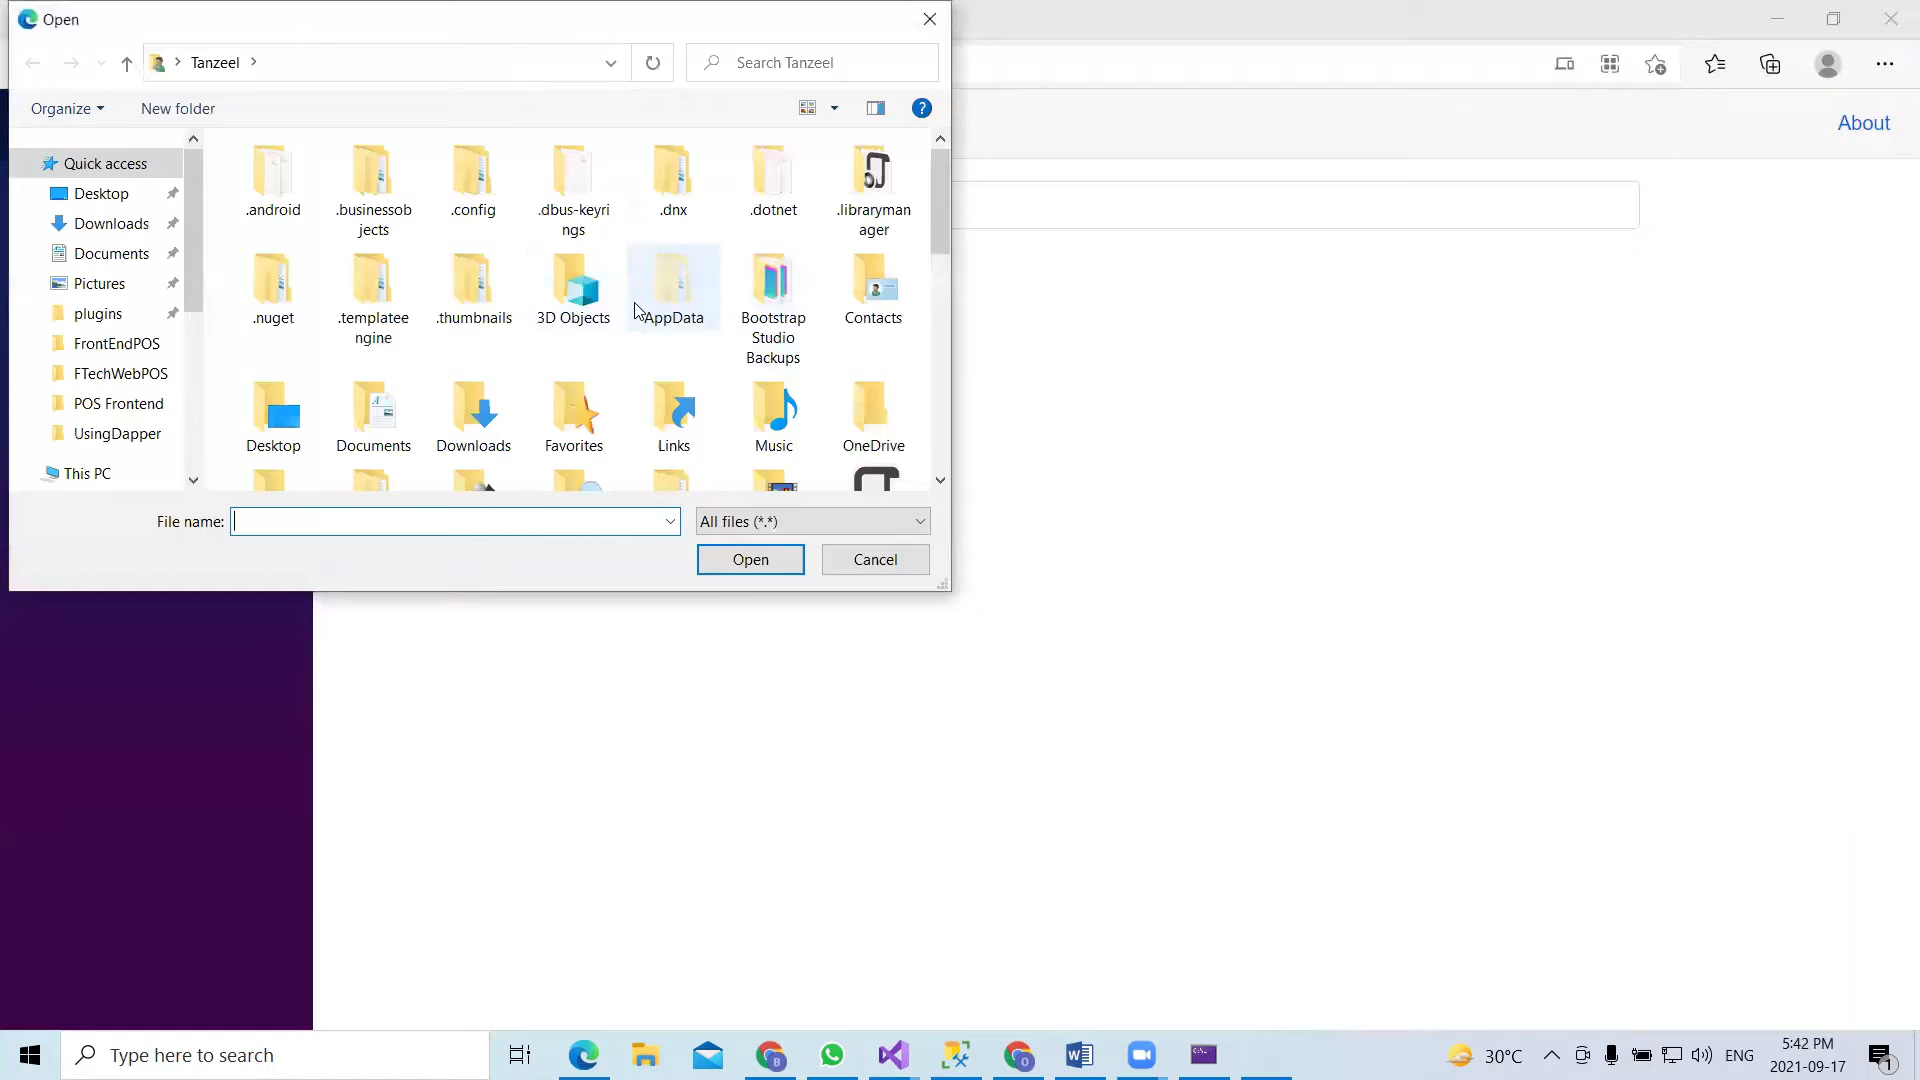 Open
Tanzeel
Search Tanzeel
Organize
New folder
About
Quick access
Desktop
Downloads
Documents
Pictures
plugins
FrontEndPOS
FTechWebPOS
POS Frontend
UsingDapper
This PC
.android
.businessob
jects
.config
.dbus-keyri
ngs
.dnx
.dotnet
.libraryman
ager
.nuget
.templatee
ngine
.thumbnails
3D Objects
AppData
Bootstrap
Studio
Backups
Contacts
Desktop
Documents
Downloads
Favorites
Links
Music
OneDrive
File name:
All files (*.*)
Open
Cancel
Type here to search
30°C
ENG
5:42 PM
2021-09-17
1